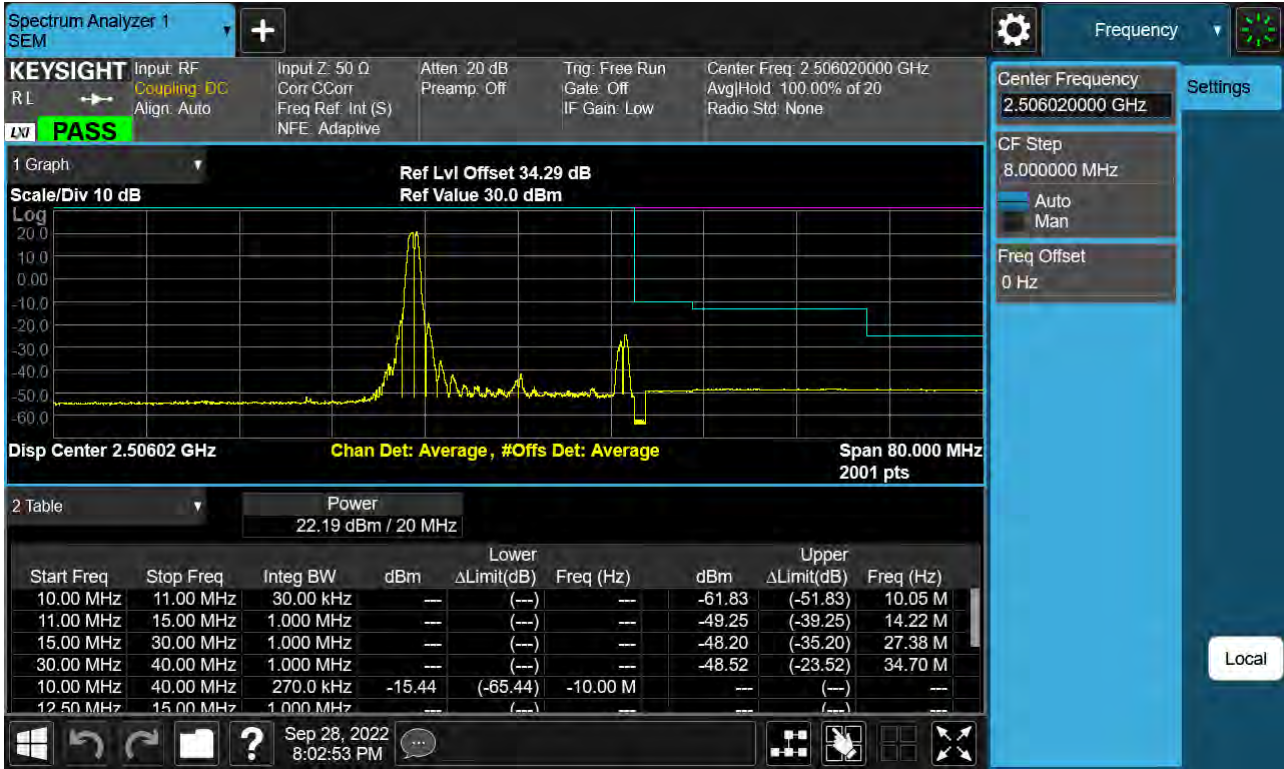 Spectrum Analyzer 1
SEM
Frequency
KEYSIGHT
RL
LXI
PASS
Input: RF
Coupling: DC
Align: Auto
Input Z: 50 Ω
Corr CCorr
Freq Ref: Int (S)
NFE: Adaptive
Atten: 20 dB
Preamp: Off
Trig: Free Run
Gate: Off
IF Gain: Low
Center Freq: 2.506020000 GHz
Avg|Hold: 100.00% of 20
Radio Std: None
Center Frequency
2.506020000 GHz
Settings
CF Step
8.000000 MHz
Auto
Man
Freq Offset
0 Hz
1 Graph
Scale/Div 10 dB
Ref Lvl Offset 34.29 dB
Ref Value 30.0 dBm
Log
20.0
10.0
0.00
-10.0
-20.0
-30.0
-40.0
-50.0
-60.0
Disp Center 2.50602 GHz
Chan Det: Average, #Offs Det: Average
Span 80.000 MHz
2001 pts
2 Table
Power
22.19 dBm / 20 MHz
Lower Upper
Start Freq Stop Freq Integ BW dBm ΔLimit(dB) Freq (Hz) dBm ΔLimit(dB) Freq (Hz)
10.00 MHz 11.00 MHz 30.00 kHz --- (---) --- -61.83 (-51.83) 10.05 M
11.00 MHz 15.00 MHz 1.000 MHz --- (---) --- -49.25 (-39.25) 14.22 M
15.00 MHz 30.00 MHz 1.000 MHz --- (---) --- -48.20 (-35.20) 27.38 M
30.00 MHz 40.00 MHz 1.000 MHz --- (---) --- -48.52 (-23.52) 34.70 M
10.00 MHz 40.00 MHz 270.0 kHz -15.44 (-65.44) -10.00 M --- (---) ---
12.50 MHz 15.00 MHz 1.000 MHz --- (---) --- --- (---) ---
Local
?
Sep 28, 2022
8:02:53 PM